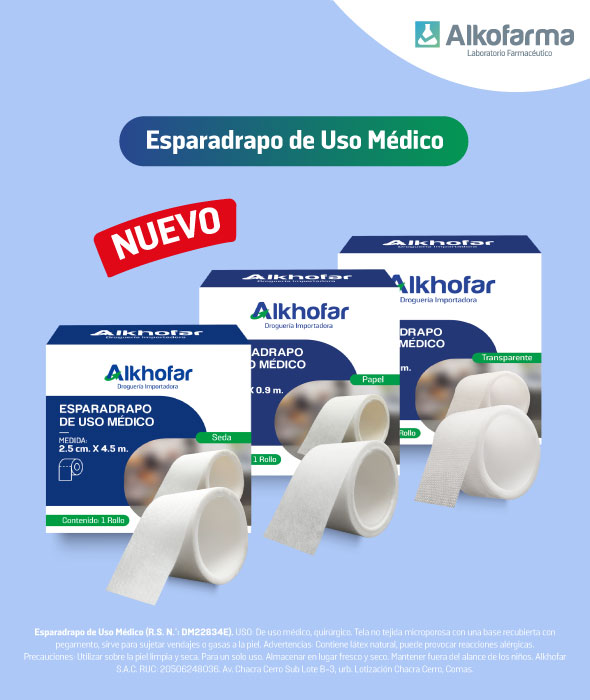 Alkofarma
Laboratorio Farmacéutico
Esparadrapo de Uso Médico
NUEVO
Alkhofar
Alkhofar
Droguería Importadora
ADRAPO
MÉDICO
Transparente
m.
Rollo
Alkhofar
Alkhofar
Droguería Importadora
ADRAPO
O MÉDICO
Papel
X 0.9 m.
1 Rollo
Alkhofar
Alkhofar
Droguería Importadora
ESPARADRAPO
DE USO MÉDICO
MEDIDA:
2.5 cm. X 4.5 m.
Seda
Contenido: 1 Rollo
Esparadrapo de Uso Médico (R.S. N.°: DM22834E). USO: De uso médico, quirúrgico. Tela no tejida microporosa con una base recubierta con
pegamento, sirve para sujetar vendajes o gasas a la piel. Advertencias: Contiene látex natural, puede provocar reacciones alérgicas.
Precauciones: Utilizar sobre la piel limpia y seca. Para un solo uso. Almacenar en lugar fresco y seco. Mantener fuera del alance de los niños. Alkhofar
S.A.C. RUC: 20506248036. Av. Chacra Cerro Sub Lote B-3, urb. Lotización Chacra Cerro, Comas.